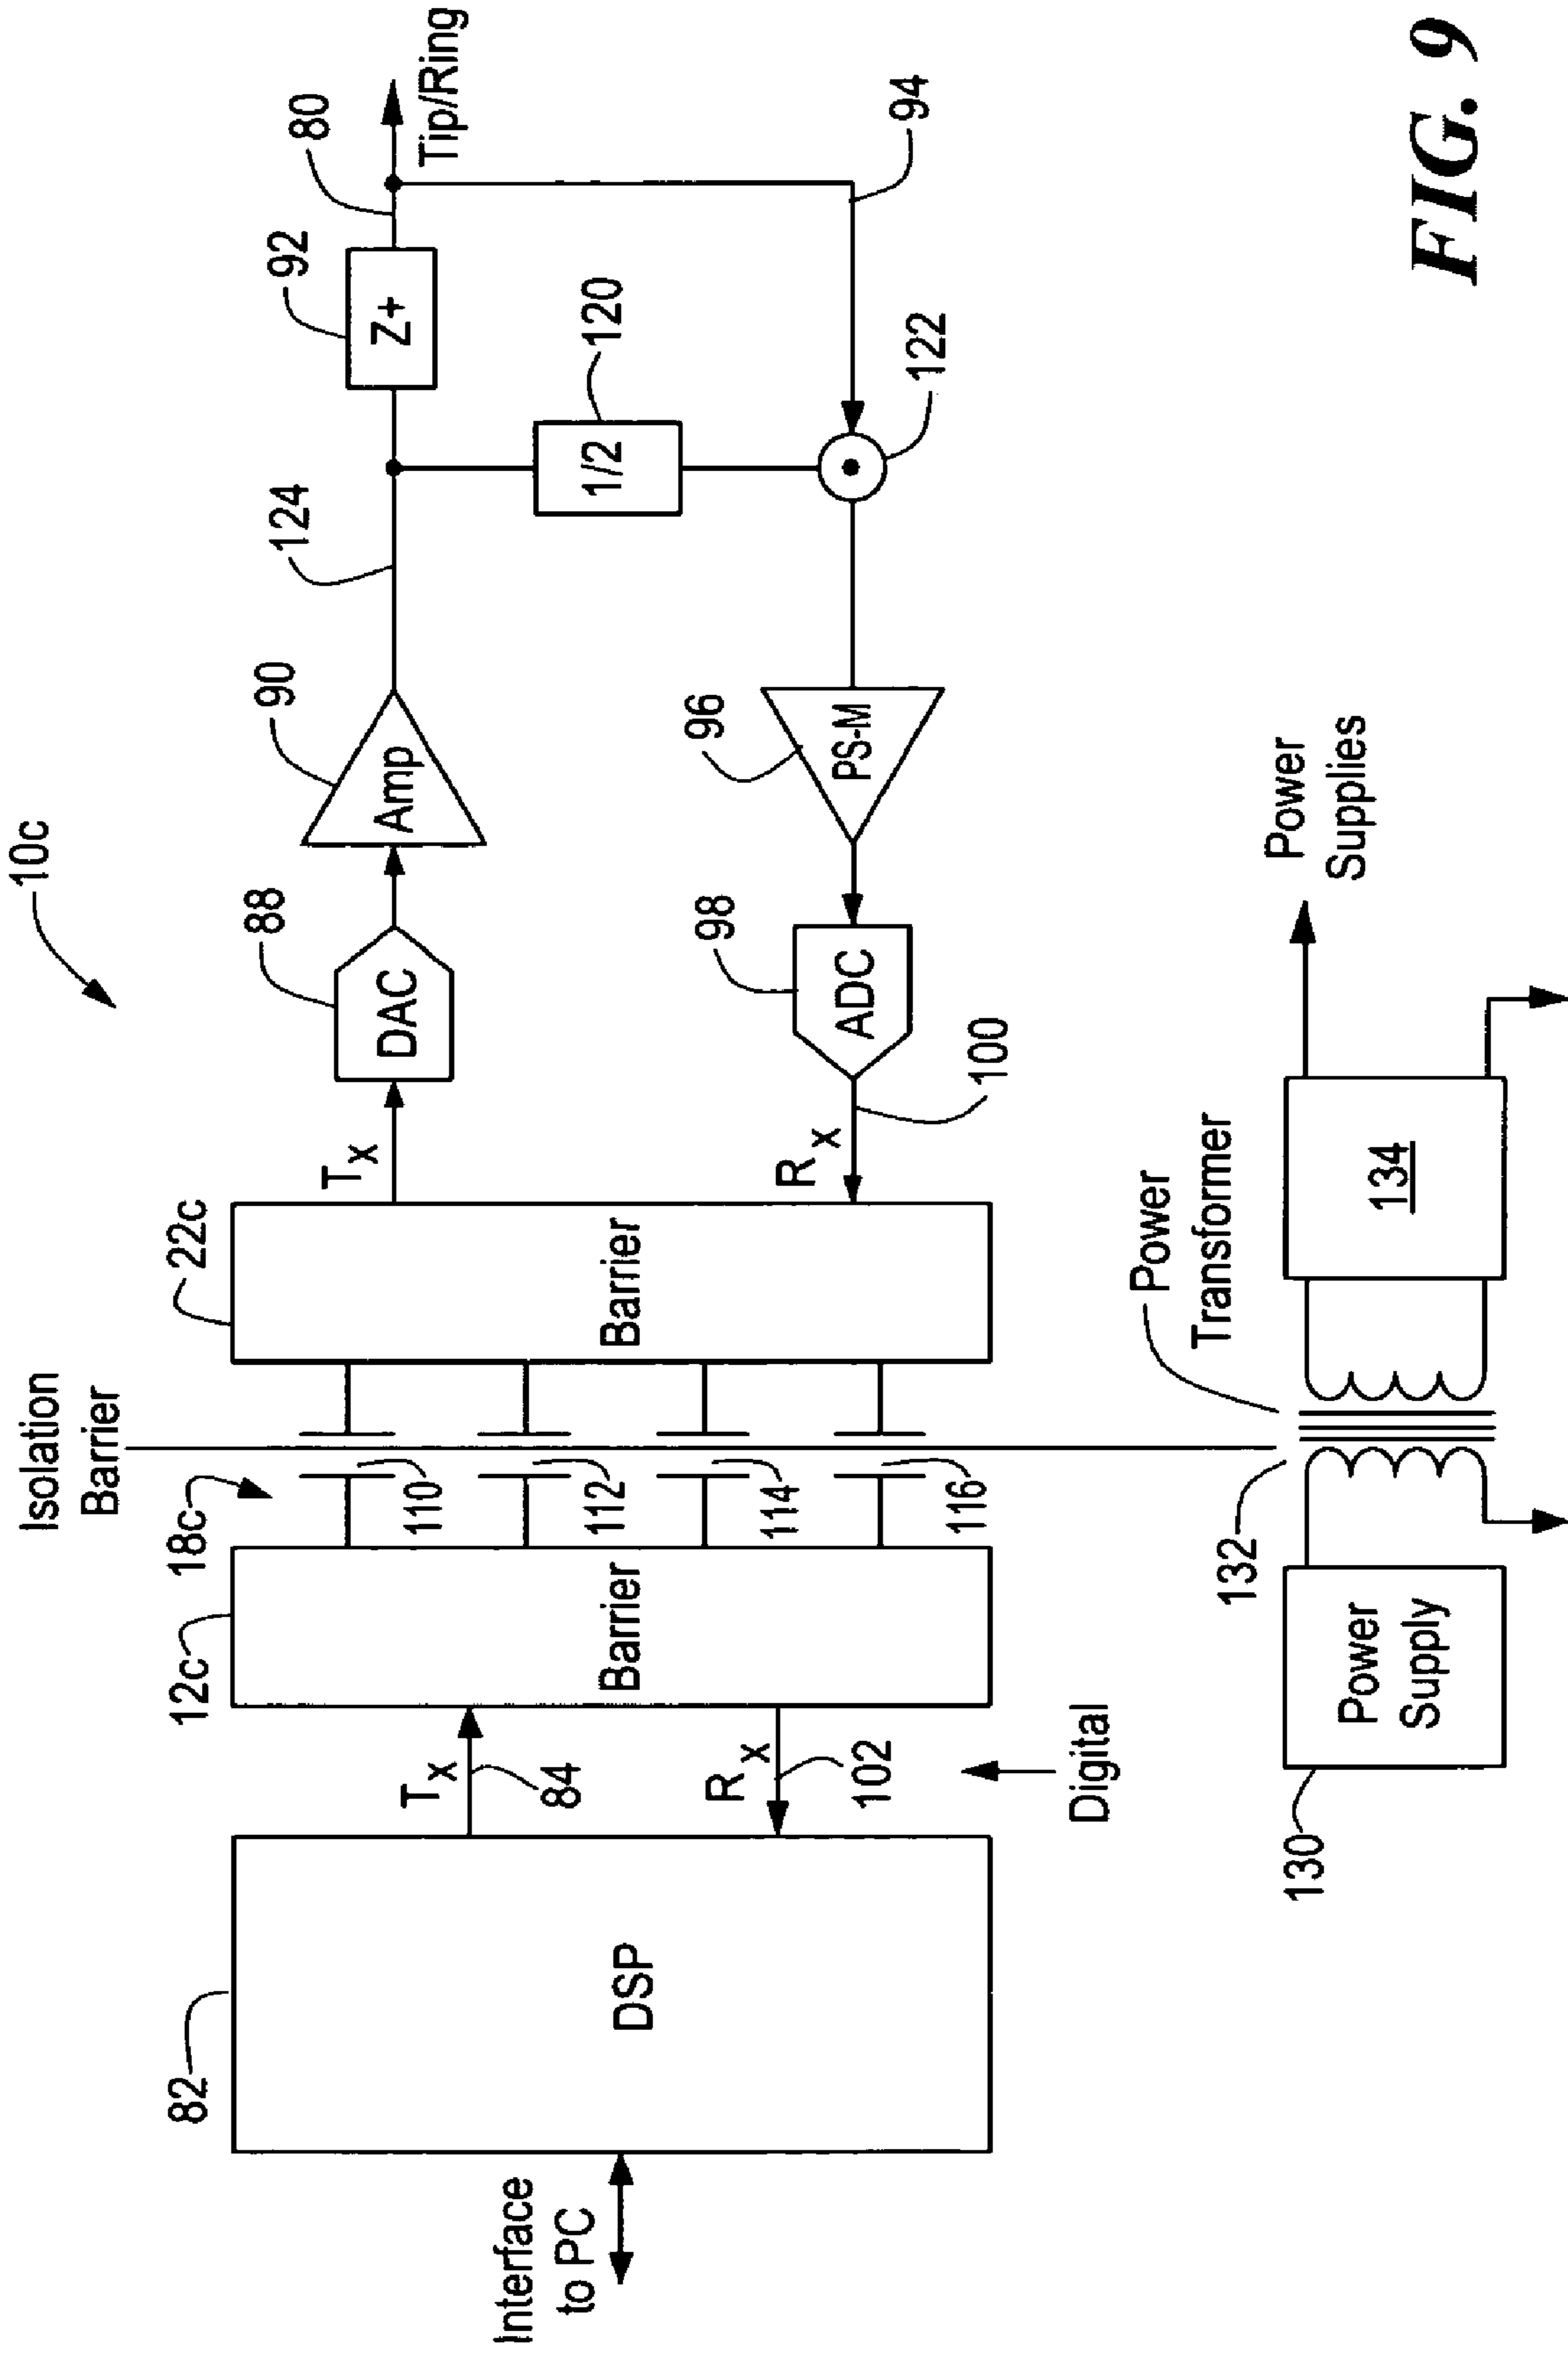 10c
Isolation
Barrier
18c
12c
22c
82
DSP
Interface
to PC
Tx
84
Rx
102
Digital
Barrier
110
112
114
116
Barrier
Tx
88
DAC
90
Amp
124
92
Z+
80
80
Tip/Ring
120
1/2
94
122
96
PS-M
98
ADC
100
Rx
130
Power
Supply
132
Power
Transformer
134
Power
Supplies
FIG. 9